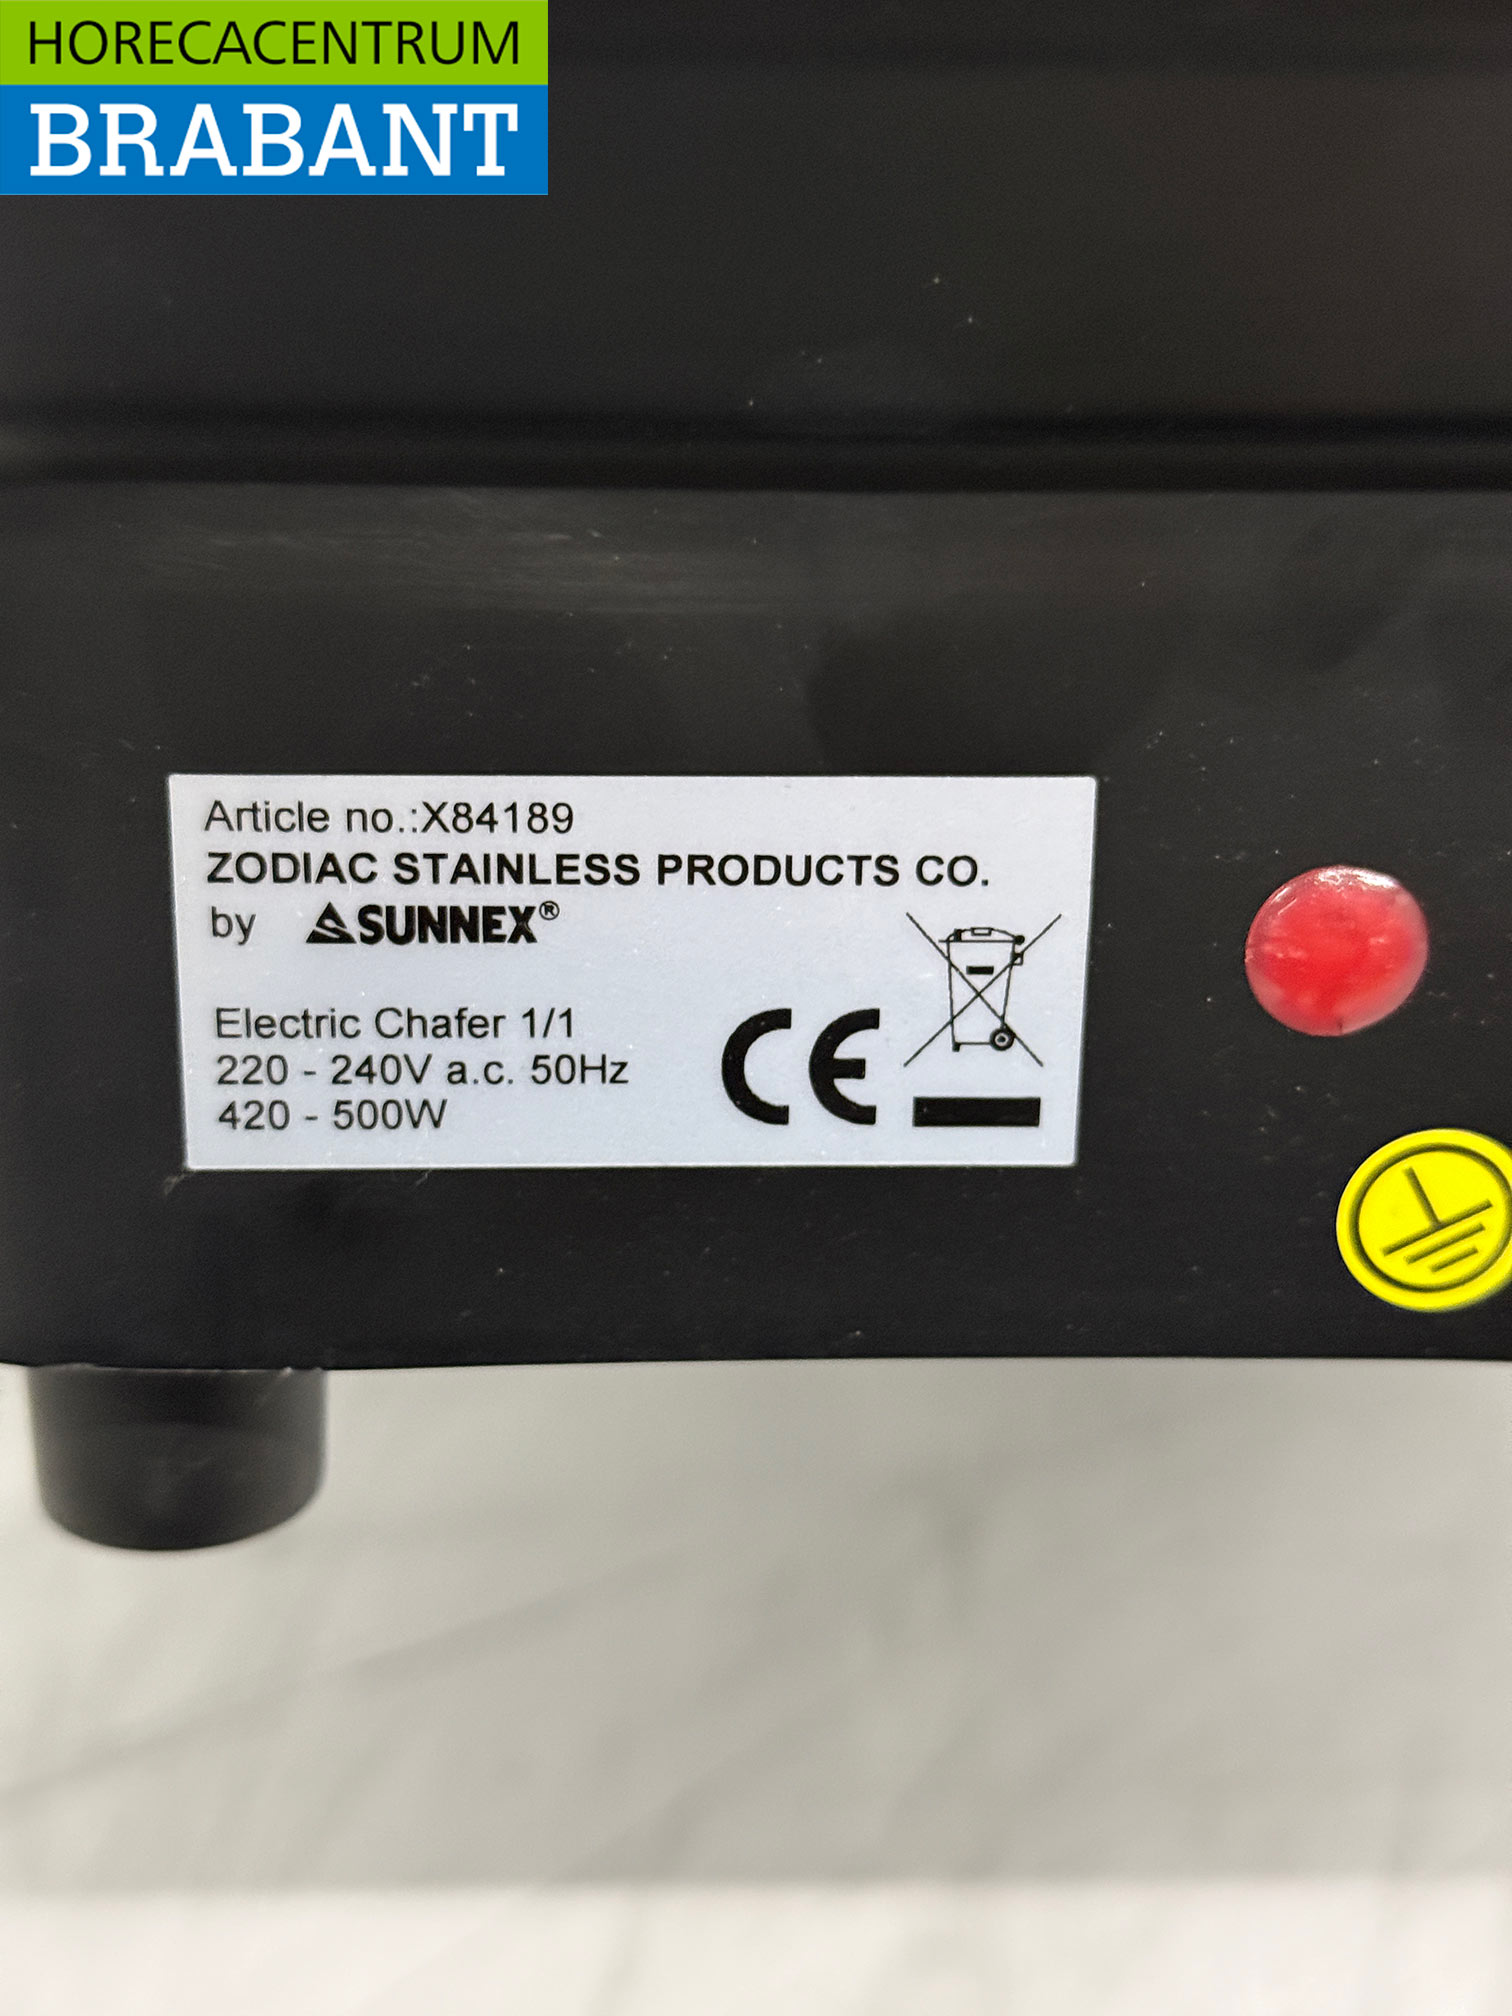 HORECACENTRUM
BRABANT
Article no.:X84189
ZODIAC STAINLESS PRODUCTS CO.
by SUNNEX®
Electric Chafer 1/1
220 - 240V a.c. 50Hz
420 - 500W
CE